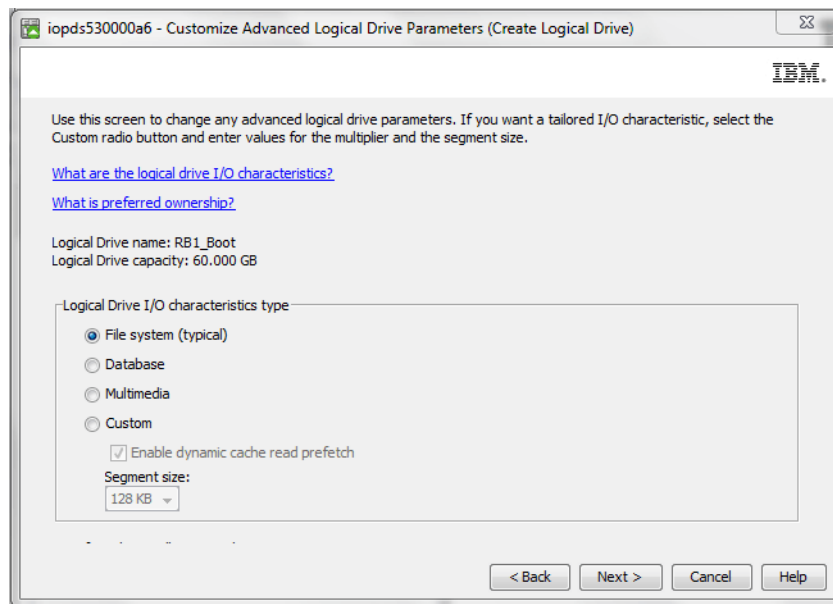 iopds530000a6 - Customize Advanced Logical Drive Parameters (Create Logical Drive)
IBM.
Use this screen to change any advanced logical drive parameters. If you want a tailored I/O characteristic, select the
Custom radio button and enter values for the multiplier and the segment size.
What are the logical drive I/O characteristics?
What is preferred ownership?
Logical Drive name: RB1_Boot
Logical Drive capacity: 60.000 GB
Logical Drive I/O characteristics type
File system (typical)
Database
Multimedia
Custom
Enable dynamic cache read prefetch
Segment size:
128 KB
< Back Next > Cancel Help